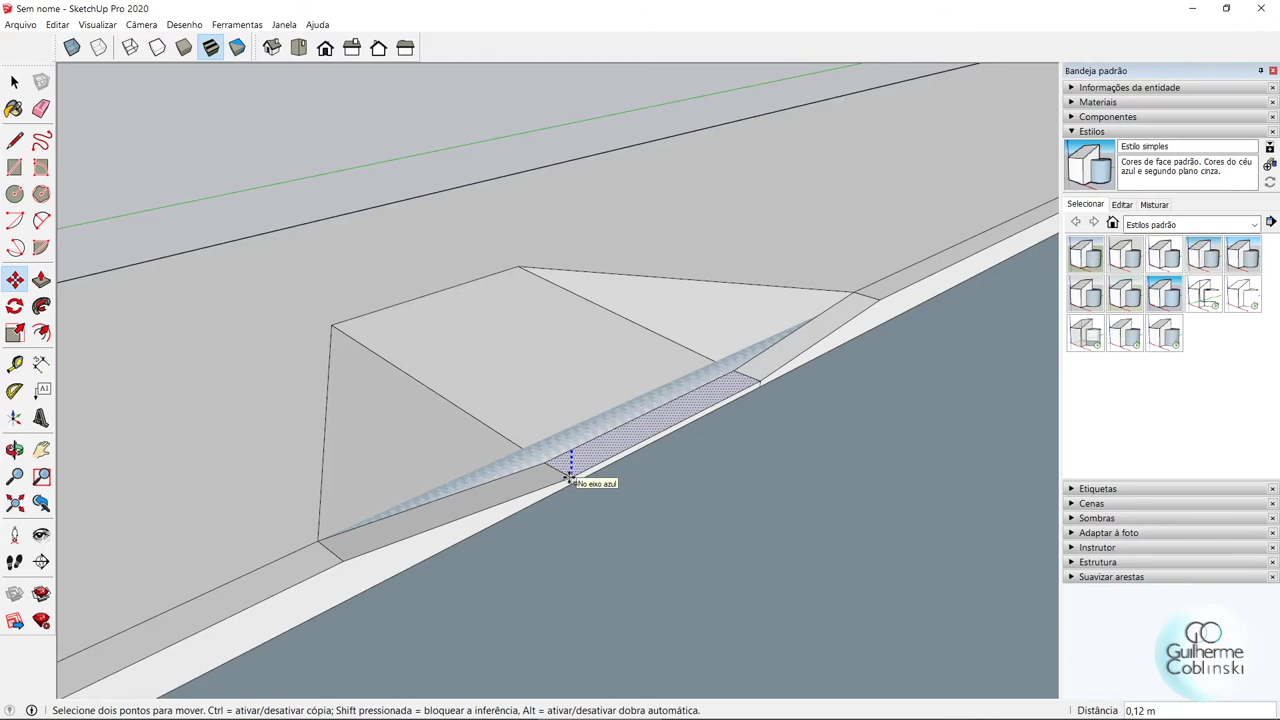 Sem nome - SketchUp Pro 2020
Arquivo Editar Visualizar Câmera Desenho Ferramentas Janela Ajuda
Bandeja padrão
Informações da entidade
Materiais
Componentes
Estilos
Estilo simples
Cores de face padrão. Cores do céu
azul e segundo plano cinza.
Selecionar Editar Misturar
Estilos padrão
A1
No eixo azul
Etiquetas
Cenas
Sombras
Adaptar à foto
Instrutor
Estrutura
Suavizar arestas
GO
Guilherme
Coblinski
Selecione dois pontos para mover. Ctrl = ativar/desativar cópia; Shift pressionada = bloquear a inferência, Alt = ativar/desativar dobra automática.
Distância 0,12 m